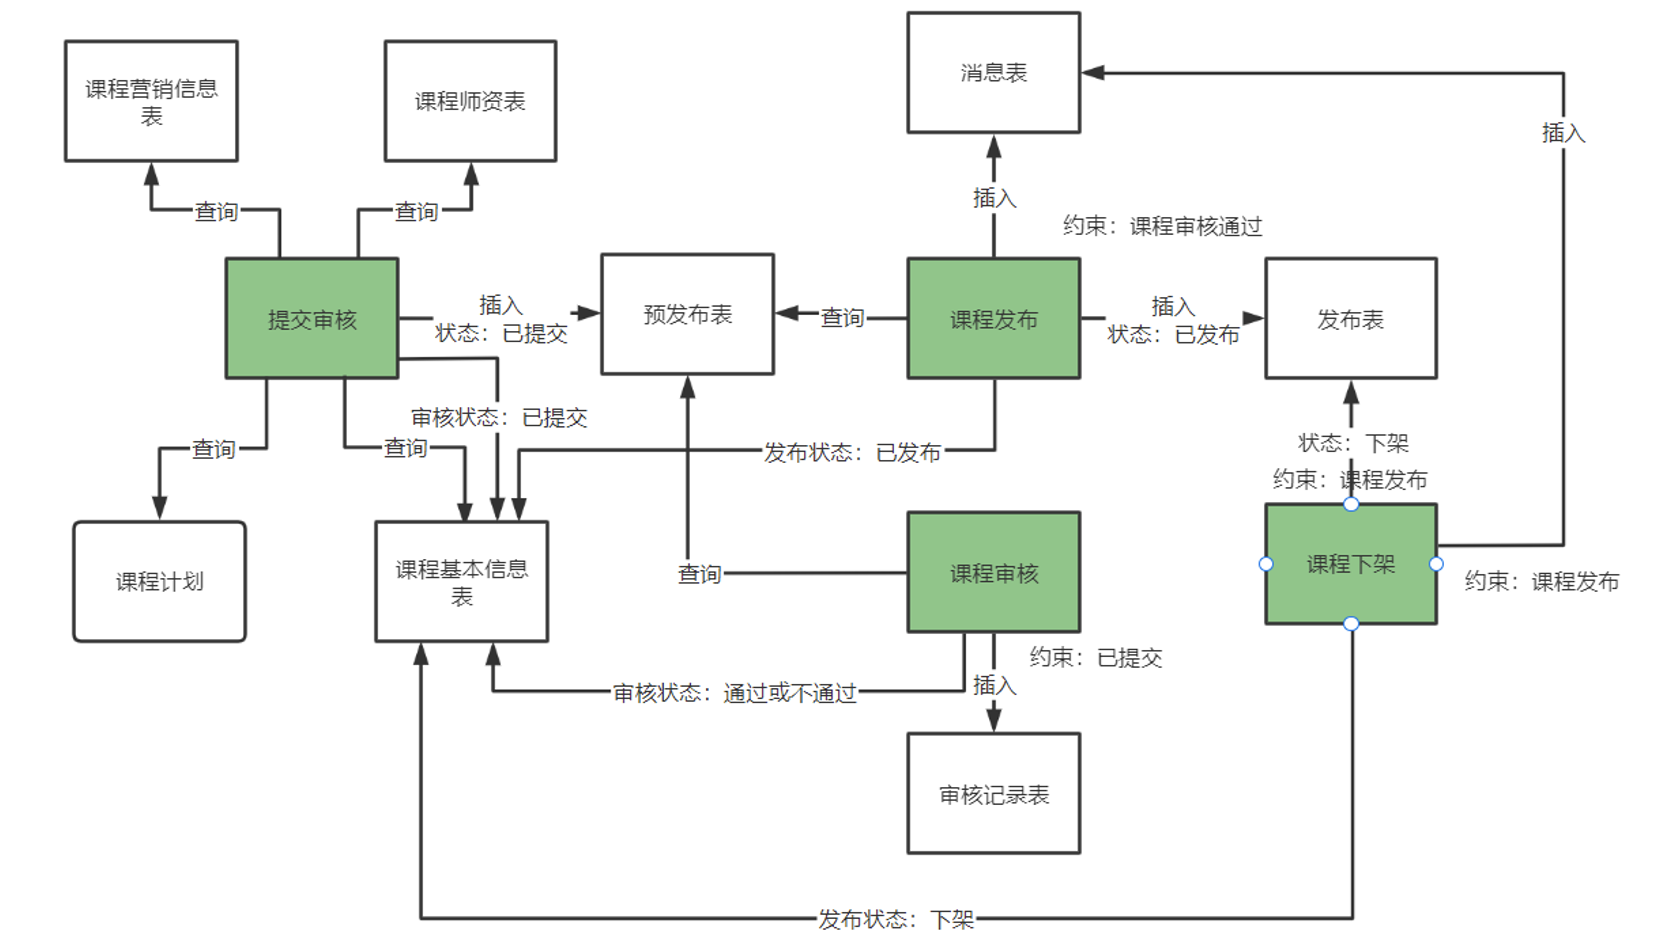 课程营销信息
表
课程师资表
消息表
插入
查询
查询
插入
约束：课程审核通过
提交审核
插入
状态：已提交
预发布表
查询
课程发布
插入
状态：已发布
发布表
审核状态：已提交
查询
查询
发布状态：已发布
状态：下架
约束：课程发布
课程计划
课程基本信息
表
查询
课程审核
课程下架
约束：课程发布
约束：已提交
审核状态：通过或不通过
插入
审核记录表
发布状态：下架